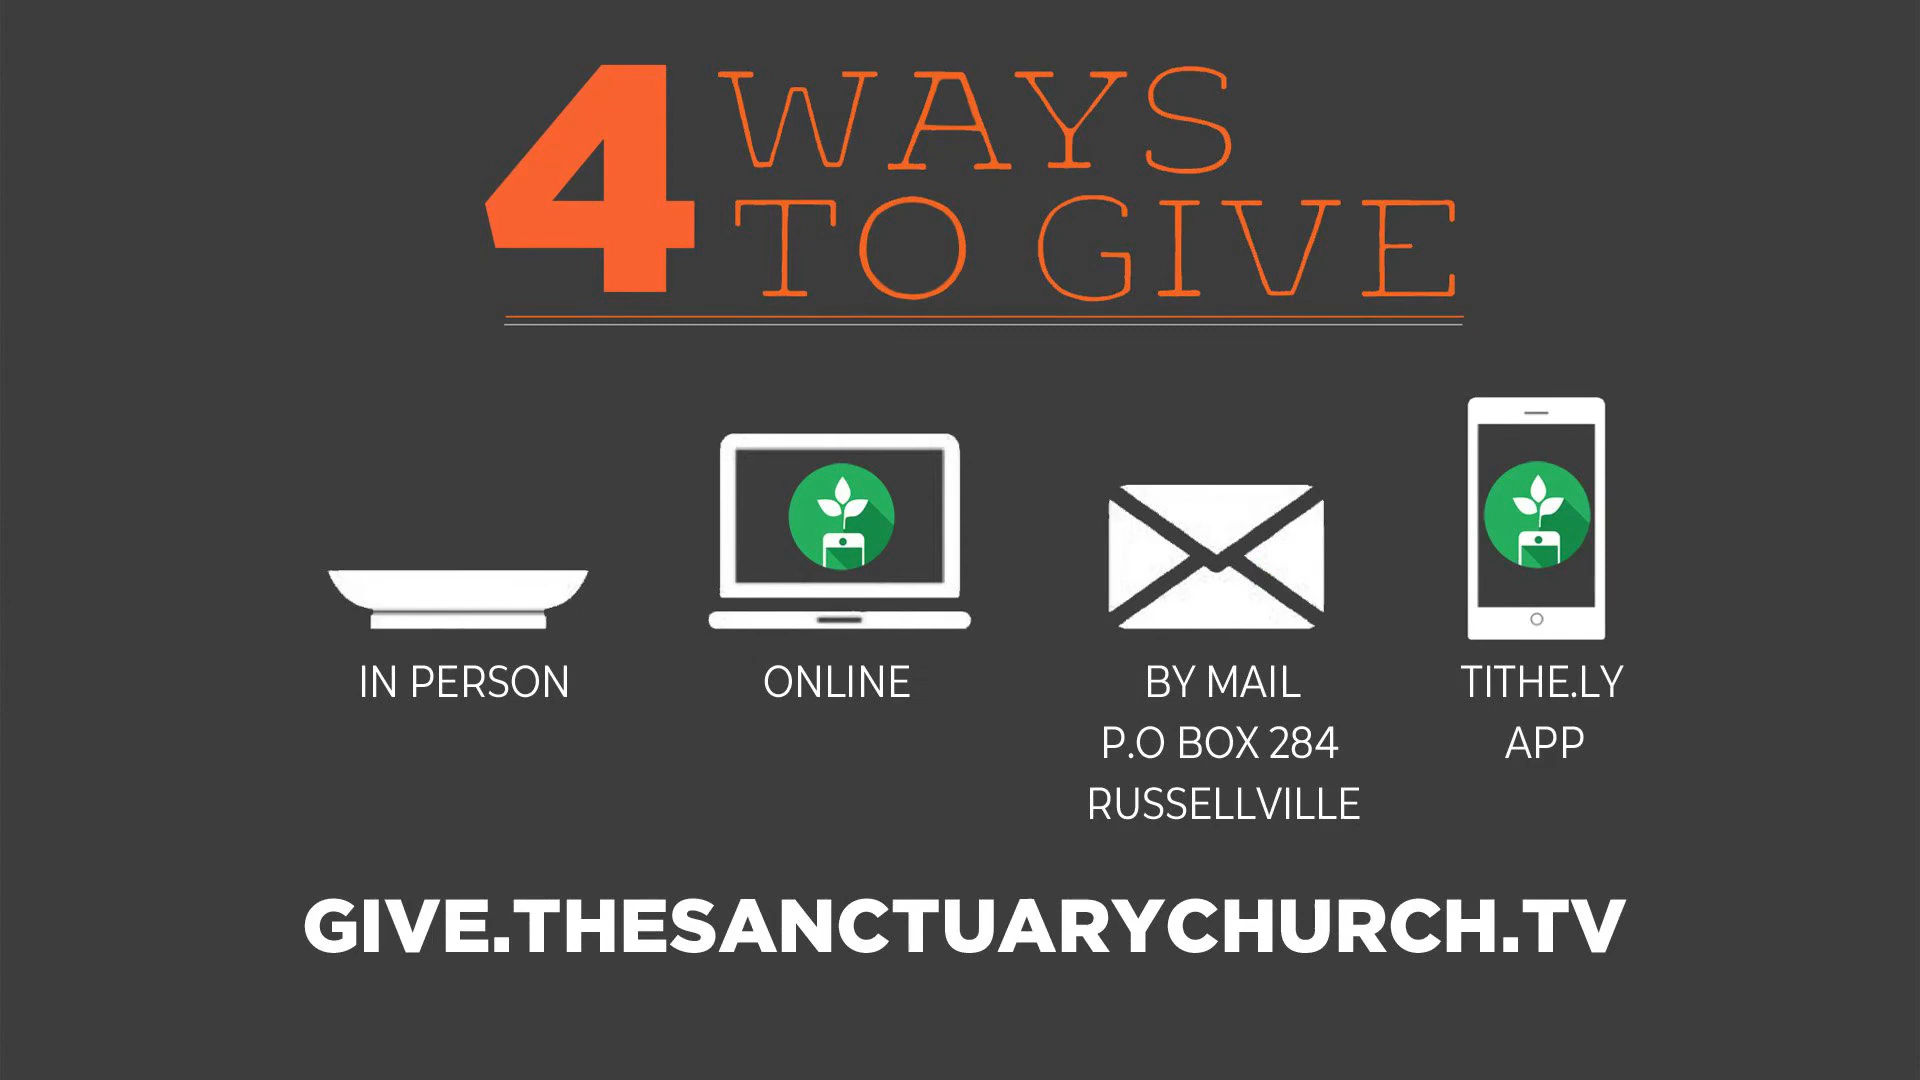 4 WAYS
TO GIVE
IN PERSON
ONLINE
BY MAIL
P.O BOX 284
RUSSELLVILLE
TITHE.LY
APP
GIVE.THESANCTUARYCHURCH.TV